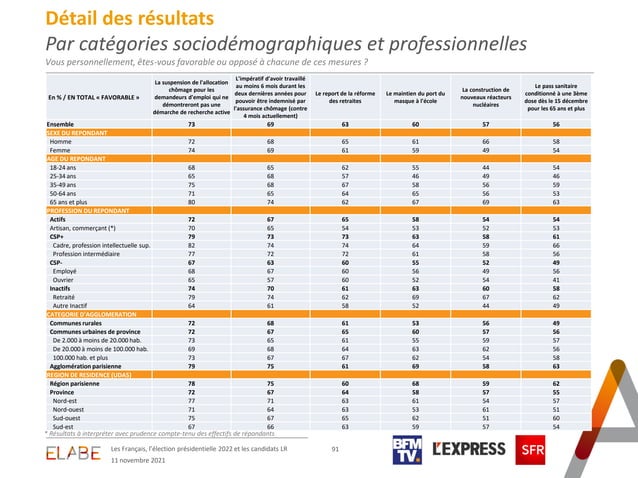 Détail des résultats
Par catégories sociodémographiques et professionnelles
Vous personnellement, êtes-vous favorable ou opposé à chacune de ces mesures ?
En % / EN TOTAL « FAVORABLE » La suspension de l'allocation chômage pour les demandeurs d'emploi qui ne démontreront pas une démarche de recherche active L'impératif d'avoir travaillé au moins 6 mois durant les deux dernières années pour pouvoir être indemnisé par l'assurance chômage (contre 4 mois actuellement) Le report de la réforme des retraites Le maintien du port du masque à l'école La construction de nouveaux réacteurs nucléaires Le pass sanitaire conditionné à une 3ème dose dès le 15 décembre pour les 65 ans et plus
Ensemble 73 69 63 60 57 56
SEXE DU REPONDANT
Homme 72 68 65 61 66 58
Femme 74 69 61 59 49 54
AGE DU REPONDANT
18-24 ans 68 65 62 55 44 54
25-34 ans 65 68 57 46 49 46
35-49 ans 75 68 67 58 56 59
50-64 ans 71 65 64 65 56 53
65 ans et plus 80 74 62 67 69 63
PROFESSION DU REPONDANT
Actifs 72 67 65 58 54 54
Artisan, commerçant (*) 70 65 54 53 52 53
CSP+ 79 73 73 63 58 61
Cadre, profession intellectuelle sup. 82 74 74 64 59 66
Profession intermédiaire 77 72 72 61 58 56
CSP- 67 63 60 55 52 49
Employé 68 67 60 56 49 56
Ouvrier 65 57 60 52 54 41
Inactifs 74 70 61 63 60 58
Retraité 79 74 62 69 67 62
Autre Inactif 64 61 58 52 44 49
CATEGORIE D'AGGLOMERATION
Communes rurales 72 68 61 53 56 49
Communes urbaines de province 72 67 65 60 57 56
De 2.000 à moins de 20.000 hab. 73 65 61 55 59 57
De 20.000 à moins de 100.000 hab. 69 68 64 63 62 56
100.000 hab. et plus 73 67 67 62 54 58
Agglomération parisienne 79 75 61 69 58 63
REGION DE RESIDENCE (UDA5)
Région parisienne 78 75 60 68 59 62
Province 72 67 64 58 57 55
Nord-est 77 71 63 61 54 57
Nord-ouest 71 64 63 53 61 51
Sud-ouest 75 67 65 62 51 60
Sud-est 67 66 63 59 57 54
* Résultats à interpréter avec prudence compte-tenu des effectifs de répondants
ELABE
Les Français, l'élection présidentielle 2022 et les candidats LR
11 novembre 2021
91
BFM TV.
L'EXPRESS
SFR